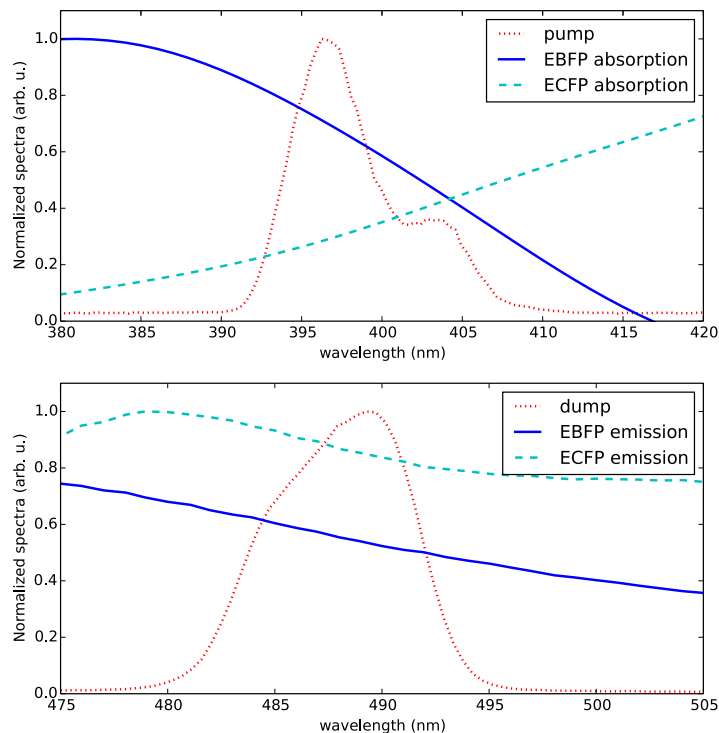 Normalized spectra (arb. u.)
1.0
0.8
0.6
0.4
0.2
0.0
pump
EBFP absorption
ECFP absorption
380 385 390 395 400 405 410 415 420
wavelength (nm)
Normalized spectra (arb. u.)
1.0
0.8
0.6
0.4
0.2
0.0
dump
EBFP emission
ECFP emission
475 480 485 490 495 500 505
wavelength (nm)